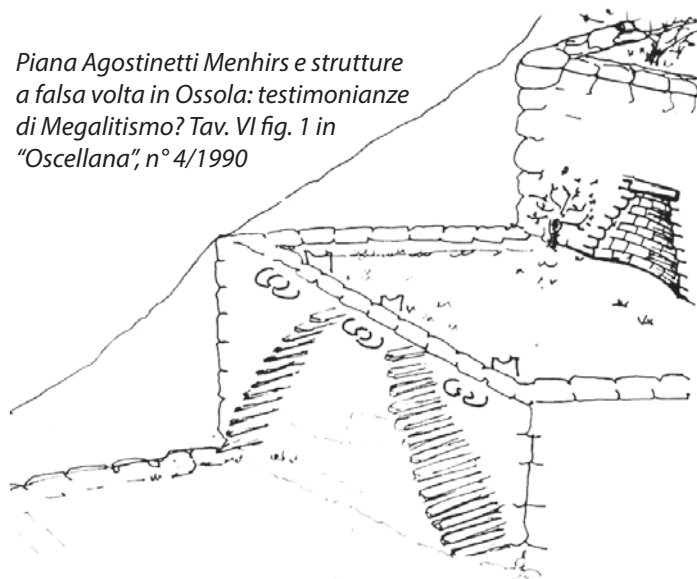 Piana Agostinetti Menhirs e strutture
a falsa volta in Ossola: testimonianze
di Megalitismo? Tav. VI fig. 1 in
“Oscellana”, n° 4/1990